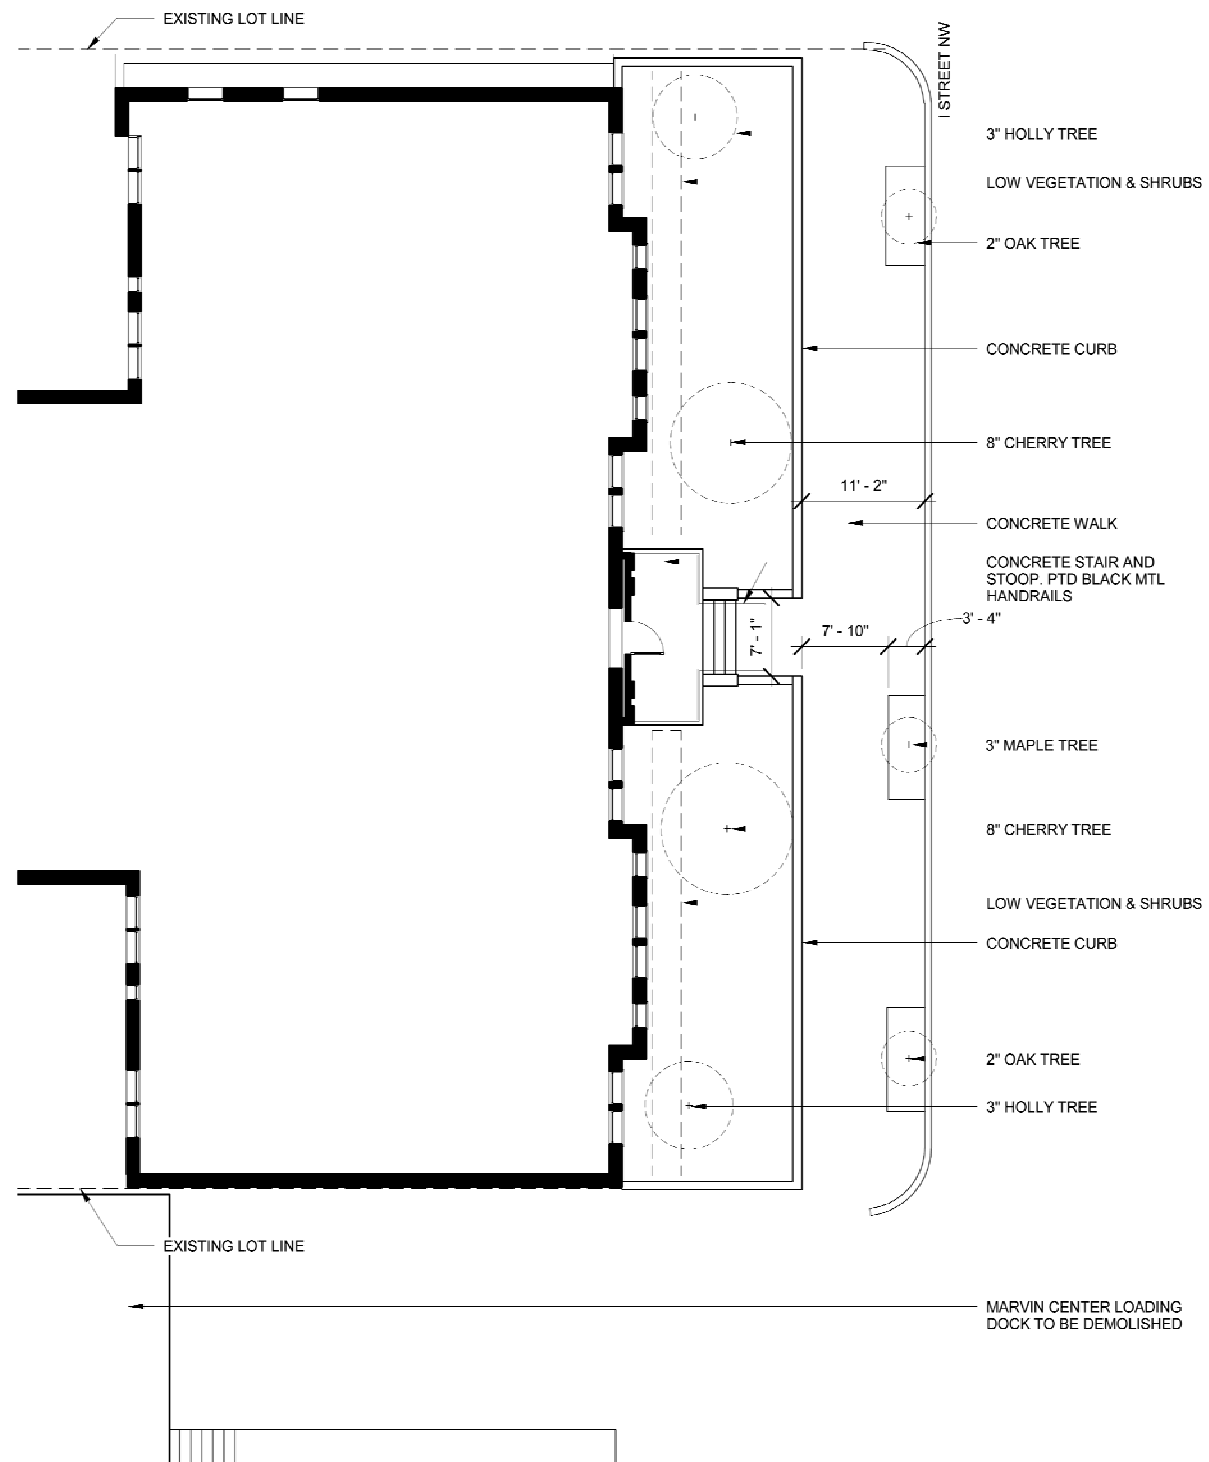 EXISTING LOT LINE
I STREET NW
3" HOLLY TREE
LOW VEGETATION & SHRUBS
2" OAK TREE
CONCRETE CURB
8" CHERRY TREE
11' - 2"
CONCRETE WALK
CONCRETE STAIR AND
STOOP. PTD BLACK MTL
HANDRAILS
3' - 4"
7' - 10"
7' - 1"
3" MAPLE TREE
8" CHERRY TREE
LOW VEGETATION & SHRUBS
CONCRETE CURB
2" OAK TREE
3" HOLLY TREE
EXISTING LOT LINE
MARVIN CENTER LOADING
DOCK TO BE DEMOLISHED